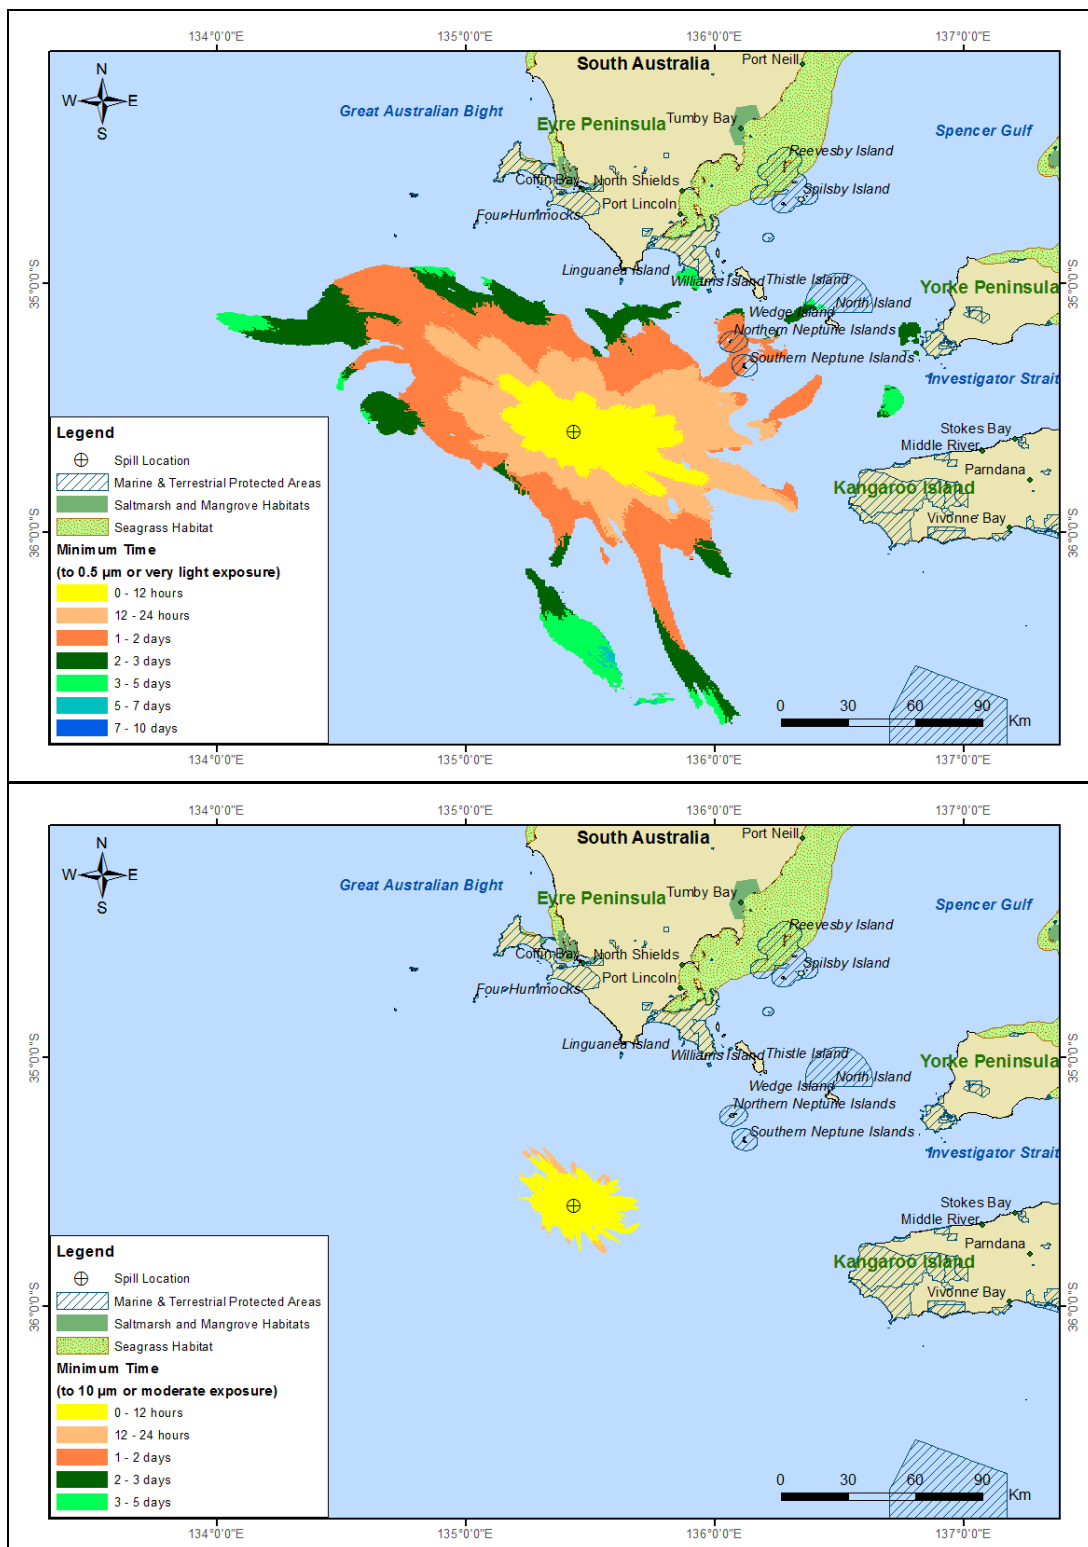 134°0'0"E 135°0'0"E 136°0'0"E 137°0'0"E
N
W E
S
South Australia
Port Neill
Great Australian Bight
Eyre Peninsula
Tumby Bay
Spencer Gulf
Reevesby Island
Coffin Bay
North Shields
Spilsby Island
Port Lincoln
Four Hummocks
Linguanea Island
Williams Island
Thistle Island
35°0'0"S
35°0'0"S
Yorke Peninsula
North Island
Wedge Island
Northern Neptune Islands
Southern Neptune Islands
Investigator Strait
Stokes Bay
Middle River
Parndana
Kangaroo Island
Vivonne Bay
36°0'0"S
36°0'0"S
Legend
Spill Location
Marine & Terrestrial Protected Areas
Saltmarsh and Mangrove Habitats
Seagrass Habitat
Minimum Time
(to 0.5 µm or very light exposure)
0 - 12 hours
12 - 24 hours
1 - 2 days
2 - 3 days
3 - 5 days
5 - 7 days
7 - 10 days
0 30 60 90
Km
134°0'0"E 135°0'0"E 136°0'0"E 137°0'0"E
134°0'0"E 135°0'0"E 136°0'0"E 137°0'0"E
N
W E
S
South Australia
Port Neill
Great Australian Bight
Eyre Peninsula
Tumby Bay
Spencer Gulf
Reevesby Island
Coffin Bay
North Shields
Spilsby Island
Port Lincoln
Four Hummocks
Linguanea Island
Williams Island
Thistle Island
35°0'0"S
35°0'0"S
Yorke Peninsula
North Island
Wedge Island
Northern Neptune Islands
Southern Neptune Islands
Investigator Strait
Stokes Bay
Middle River
Parndana
Kangaroo Island
Vivonne Bay
36°0'0"S
36°0'0"S
Legend
Spill Location
Marine & Terrestrial Protected Areas
Saltmarsh and Mangrove Habitats
Seagrass Habitat
Minimum Time
(to 10 µm or moderate exposure)
0 - 12 hours
12 - 24 hours
1 - 2 days
2 - 3 days
3 - 5 days
0 30 60 90
Km
134°0'0"E 135°0'0"E 136°0'0"E 137°0'0"E